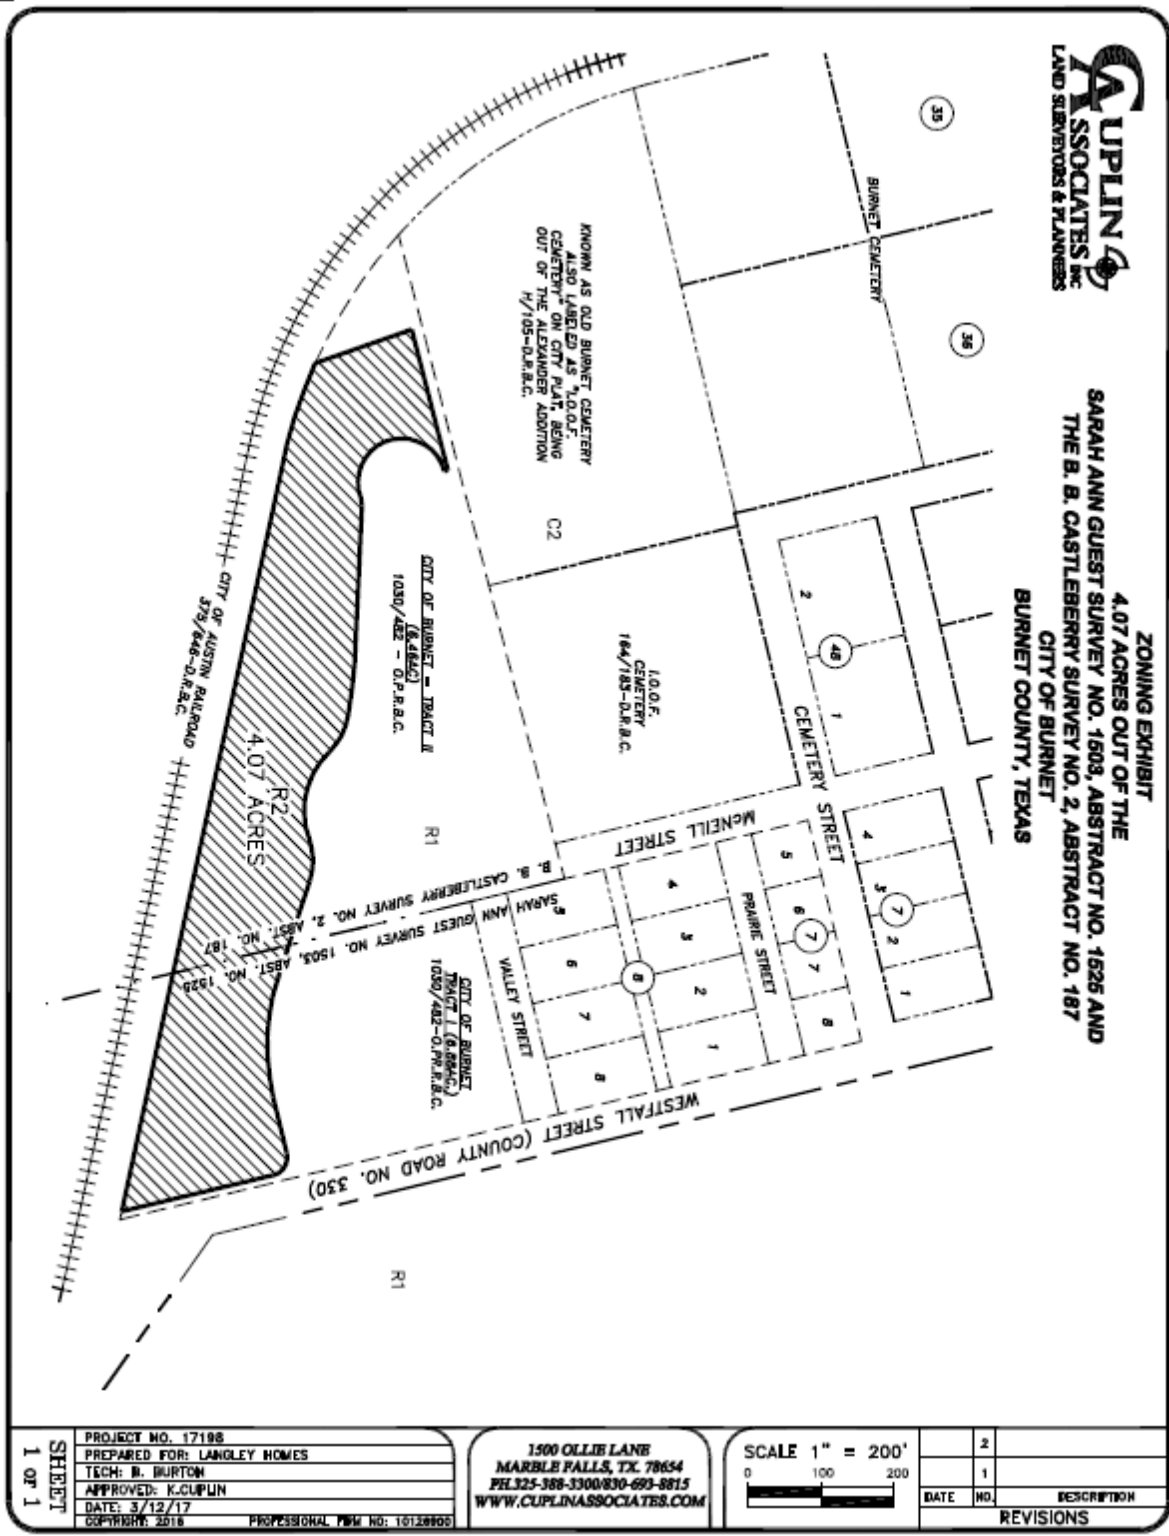 CUPLIN
ASSOCIATES INC
LAND SURVEYORS & PLANNERS
ZONING EXHIBIT
4.07 ACRES OUT OF THE
SARAH ANN GUEST SURVEY NO. 1503, ABSTRACT NO. 1525 AND
THE B. B. CASTLEBERRY SURVEY NO. 2, ABSTRACT NO. 187
CITY OF BURNET
BURNET COUNTY, TEXAS
35
36
BURNET CEMETERY
KNOWN AS OLD BURNET CEMETERY
ALSO LABELED AS "I.O.O.F.
CEMETERY" ON CITY PLAT, BEING
OUT OF THE ALEXANDER ADDITION
H/105-D.R.B.C.
C2
I.O.O.F.
CEMETERY
184/183-D.R.B.C.
2
48
1
CEMETERY STREET
4
3
7
2
1
5
6
7
7
8
PRAIRIE STREET
McNEILL STREET
4
3
2
1
8
5
6
7
8
VALLEY STREET
WESTFALL STREET (COUNTY ROAD NO. 330)
CITY OF BURNET - TRACT II
(6.46AC)
1030/482 - O.P.R.B.C.
R1
B. B. CASTLEBERRY SURVEY NO. 2, ABST. NO. 187
SARAH ANN GUEST SURVEY NO. 1503, ABST. NO. 1525
CITY OF BURNET
TRACT I (6.88AC.)
1030/482-O.PR.R.B.C.
R2
4.07 ACRES
CITY OF AUSTIN RAILROAD
375/646-D.R.B.C.
R1
SHEET
1 OF 1
PROJECT NO. 17198
PREPARED FOR: LANGLEY HOMES
TECH: B. BURTON
APPROVED: K.CUPLIN
DATE: 3/12/17
COPYRIGHT: 2016 PROFESSIONAL FIRM NO: 10126900
1500 OLLIE LANE
MARBLE FALLS, TX. 78654
PH.325-388-3300/830-693-8815
WWW.CUPLINASSOCIATES.COM
SCALE 1" = 200'
0 100 200
2
1
DATE NO. DESCRIPTION
REVISIONS